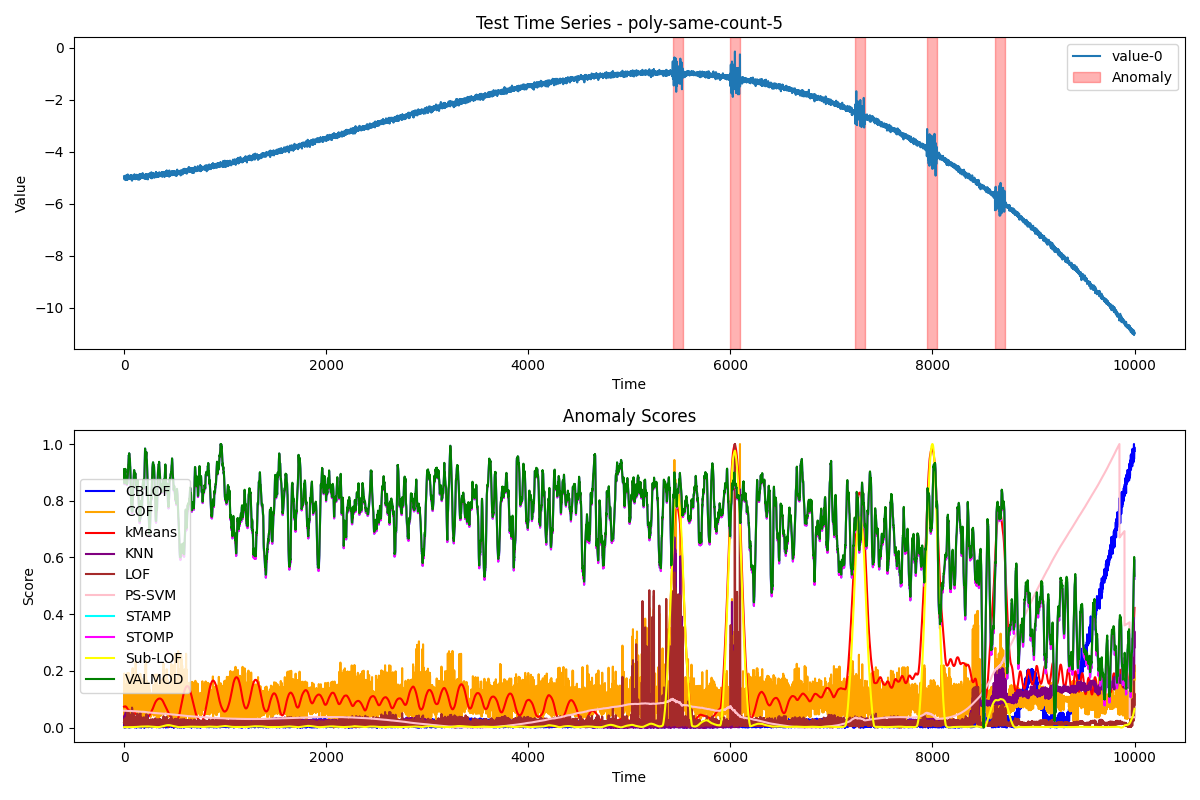 Test Time Series - poly-same-count-5
Value
0
−2
−4
−6
−8
−10
value-0
Anomaly
0
2000
4000
6000
8000
10000
Time
Anomaly Scores
Score
1.0
0.8
0.6
0.4
0.2
0.0
CBLOF
COF
kMeans
KNN
LOF
PS-SVM
STAMP
STOMP
Sub-LOF
VALMOD
0
2000
4000
6000
8000
10000
Time